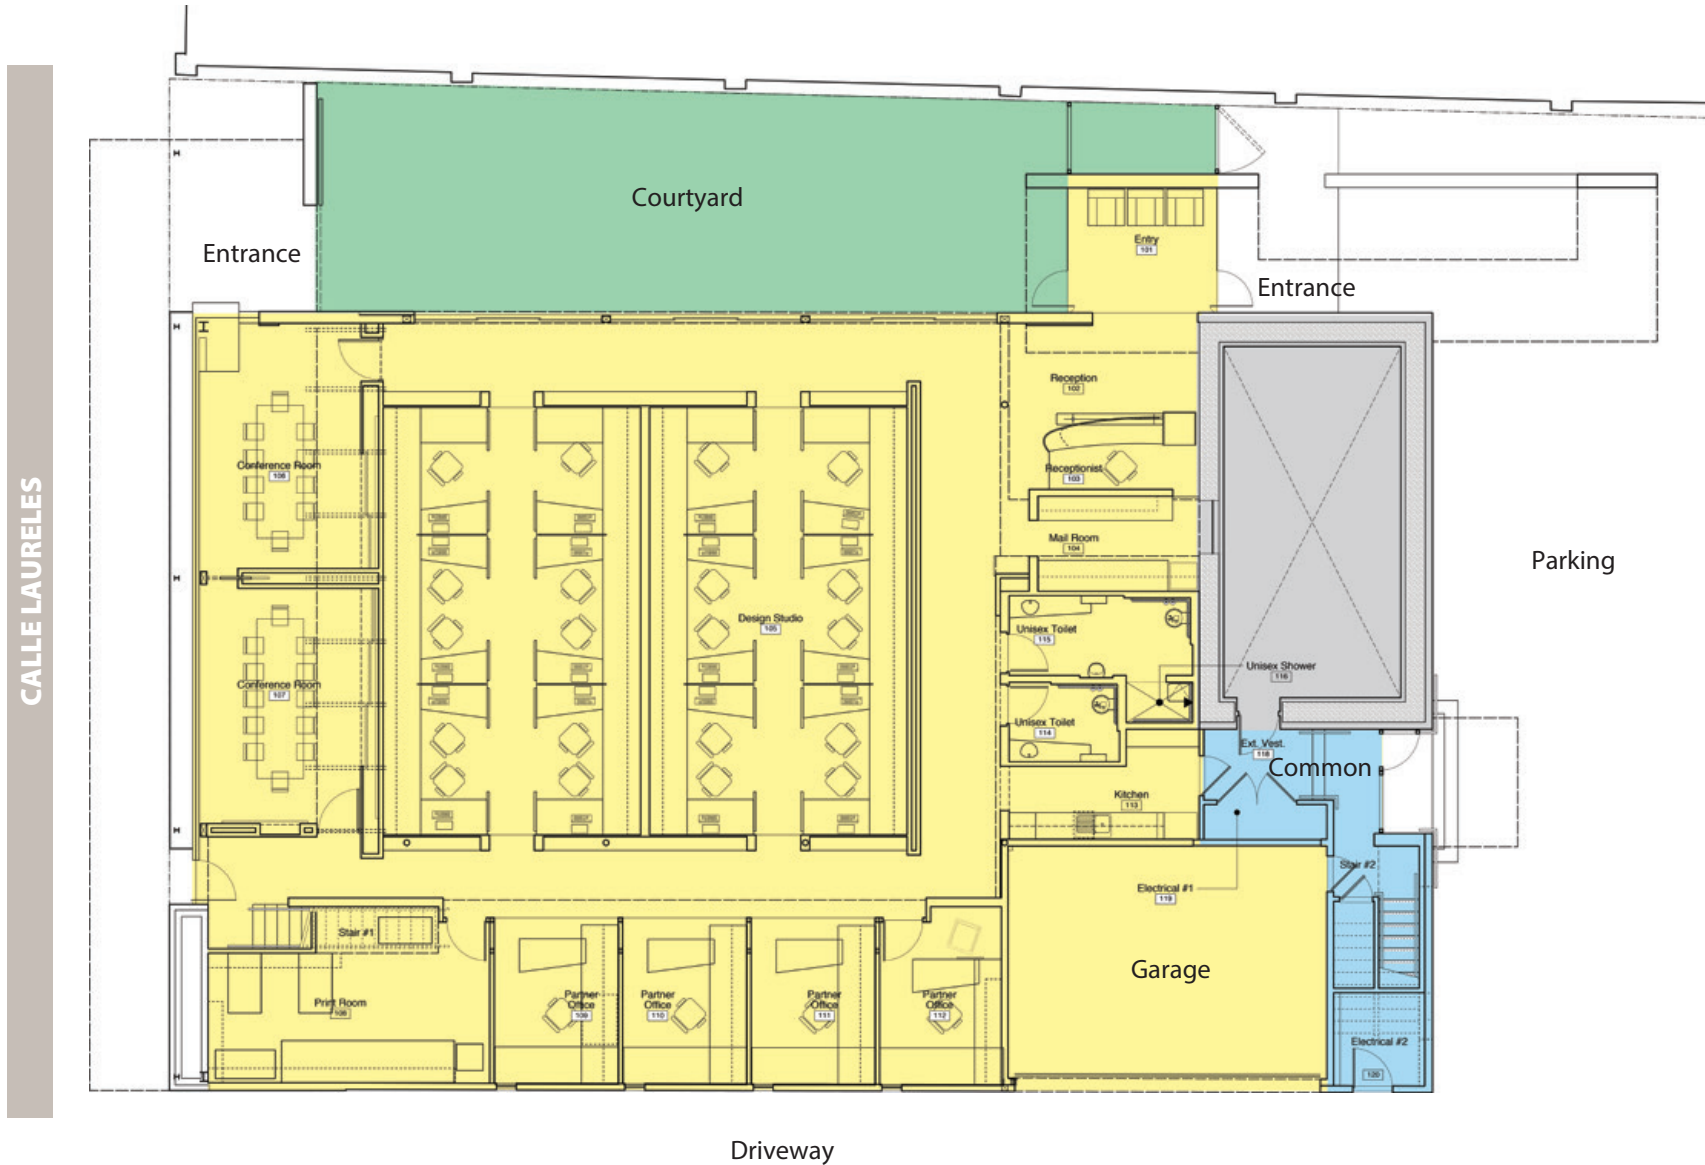 CALLE LAURELES
Courtyard
Entry
101
Entrance
Entrance
Reception
102
Conference Room
106
Receptionist
103
Mail Room
104
Parking
Design Studio
105
Unisex Toilet
115
Unisex Shower
116
Conference Room
107
Unisex Toilet
114
Ext. Vest.
118
Common
Kitchen
113
Stair #2
Electrical #1
119
Stair #1
Garage
Print Room
108
Partner
Office
109
Partner
Office
110
Partner
Office
111
Partner
Office
112
Electrical #2
120
Driveway